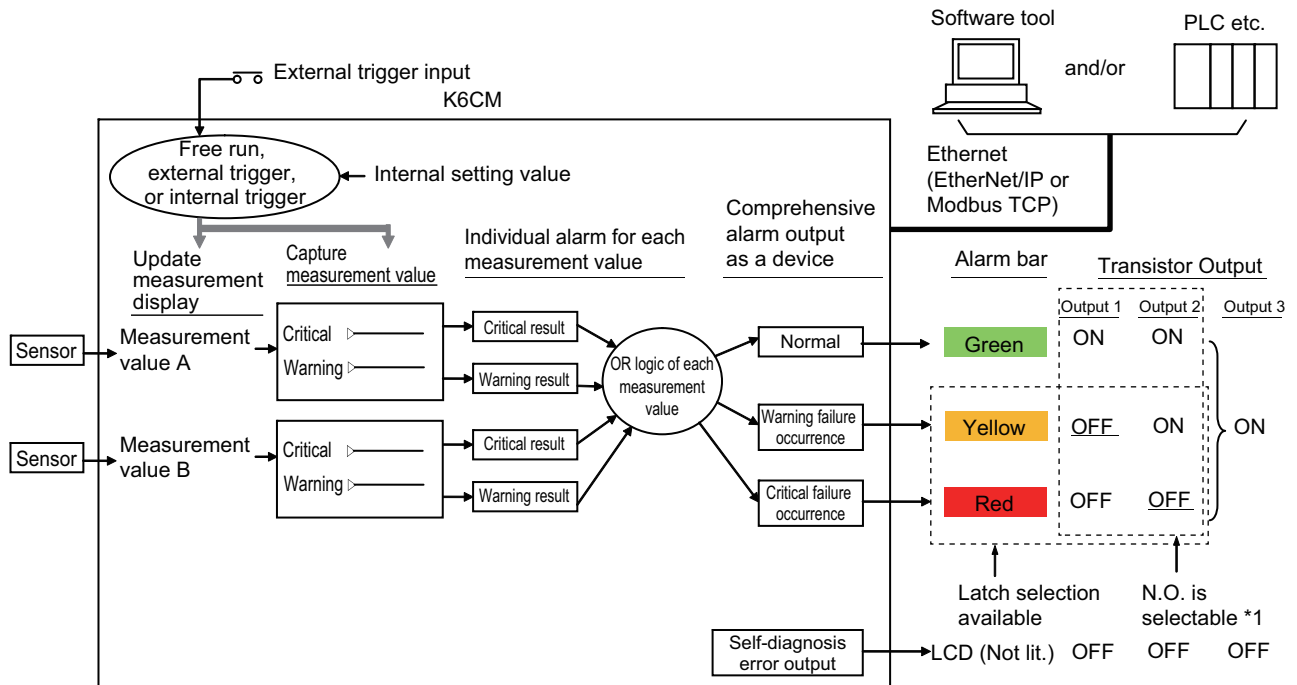 Software tool
PLC etc.
and/or
External trigger input
K6CM
Free run,
external trigger,
or internal trigger
Internal setting value
Ethernet
(EtherNet/IP or
Modbus TCP)
Update
measurement
display
Capture
measurement value
Individual alarm for each
measurement value
Comprehensive
alarm output
as a device
Alarm bar
Transistor Output
Output 1
Output 2
Output 3
Sensor
Measurement
value A
Critical
Warning
Critical result
Warning result
OR logic of each
measurement
value
Normal
Green
ON
ON
Sensor
Measurement
value B
Critical
Warning
Critical result
Warning result
Warning failure
occurrence
Yellow
OFF
ON
ON
Critical failure
occurrence
Red
OFF
OFF
Latch selection
available
N.O. is
selectable *1
Self-diagnosis
error output
LCD (Not lit.)
OFF
OFF
OFF